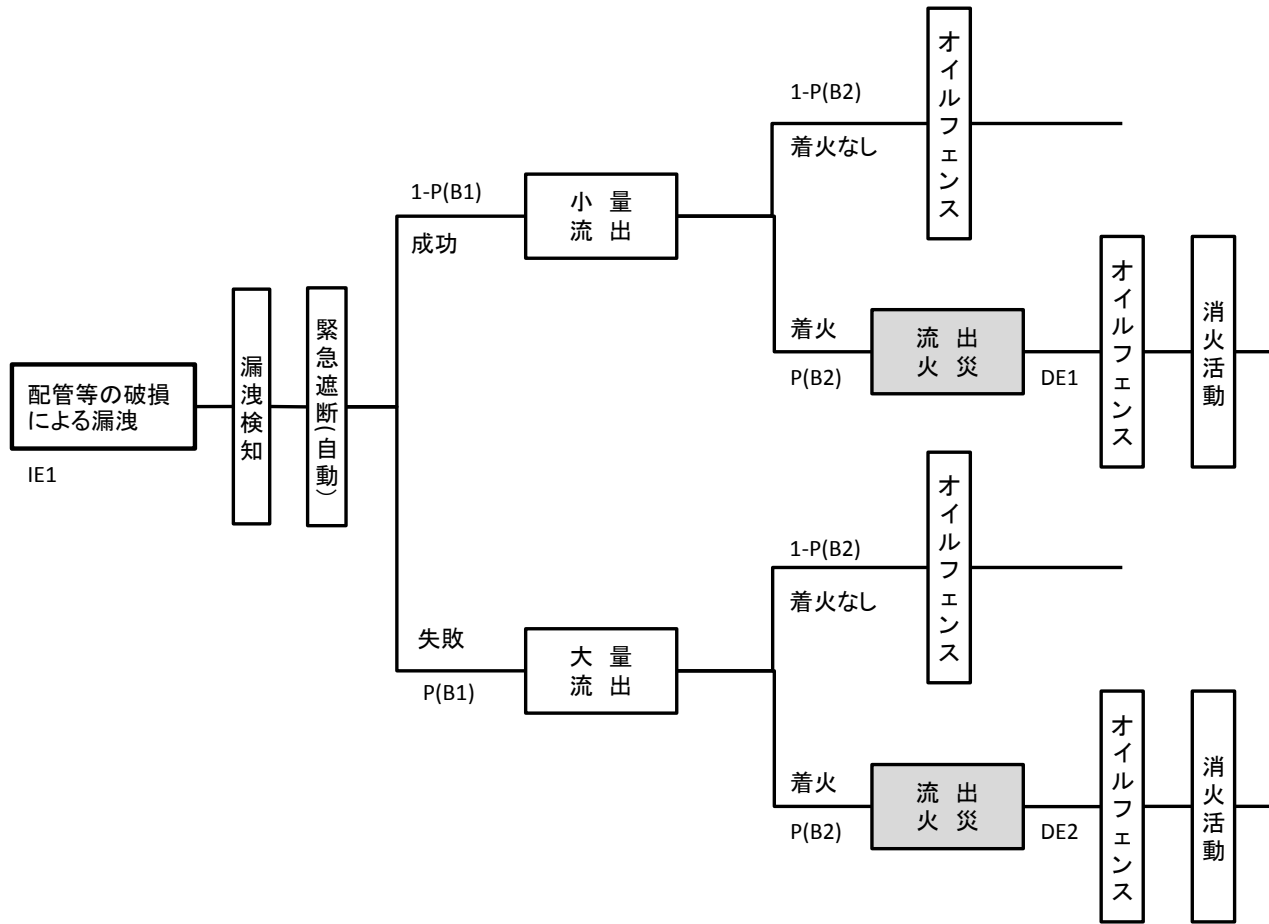 配管等の破損
による漏洩
IE1
漏洩検知
緊急遮断(自動)
1-P(B1)
成功
小量
流出
1-P(B2)
着火なし
オイルフェンス
着火
P(B2)
流出
火災
DE1
オイルフェンス
消火活動
失敗
P(B1)
大量
流出
1-P(B2)
着火なし
オイルフェンス
着火
P(B2)
流出
火災
DE2
オイルフェンス
消火活動